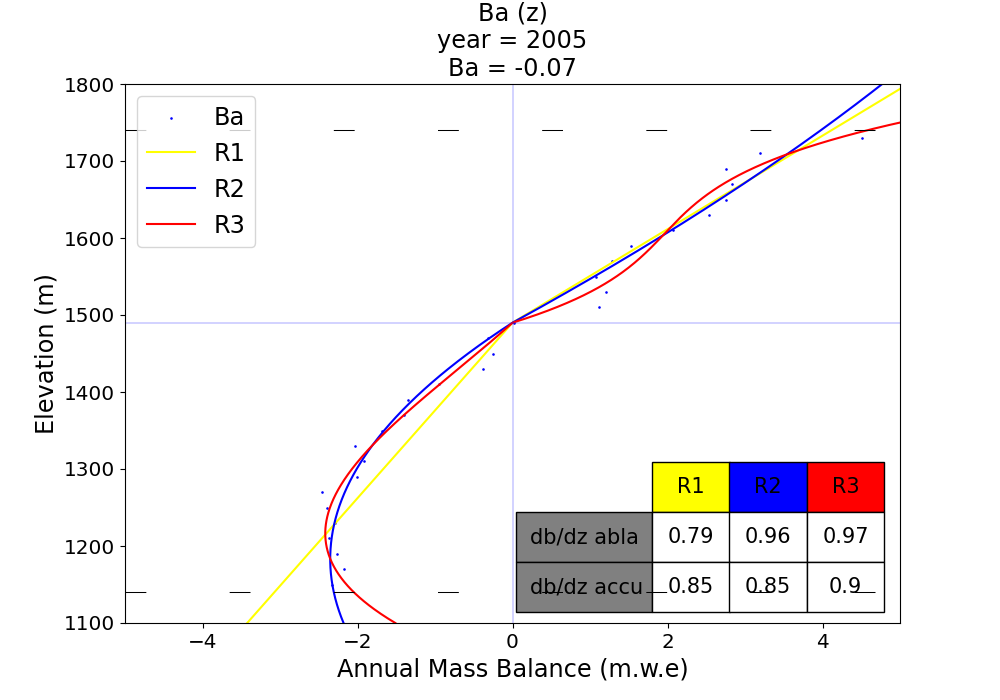 Ba (z)
year = 2005
Ba = -0.07
1800
1700
1600
1500
1400
1300
1200
1100
Elevation (m)
Ba
R1
R2
R3
R1 R2 R3
db/dz abla 0.79 0.96 0.97
db/dz accu 0.85 0.85 0.9
−4 −2 0 2 4
Annual Mass Balance (m.w.e)